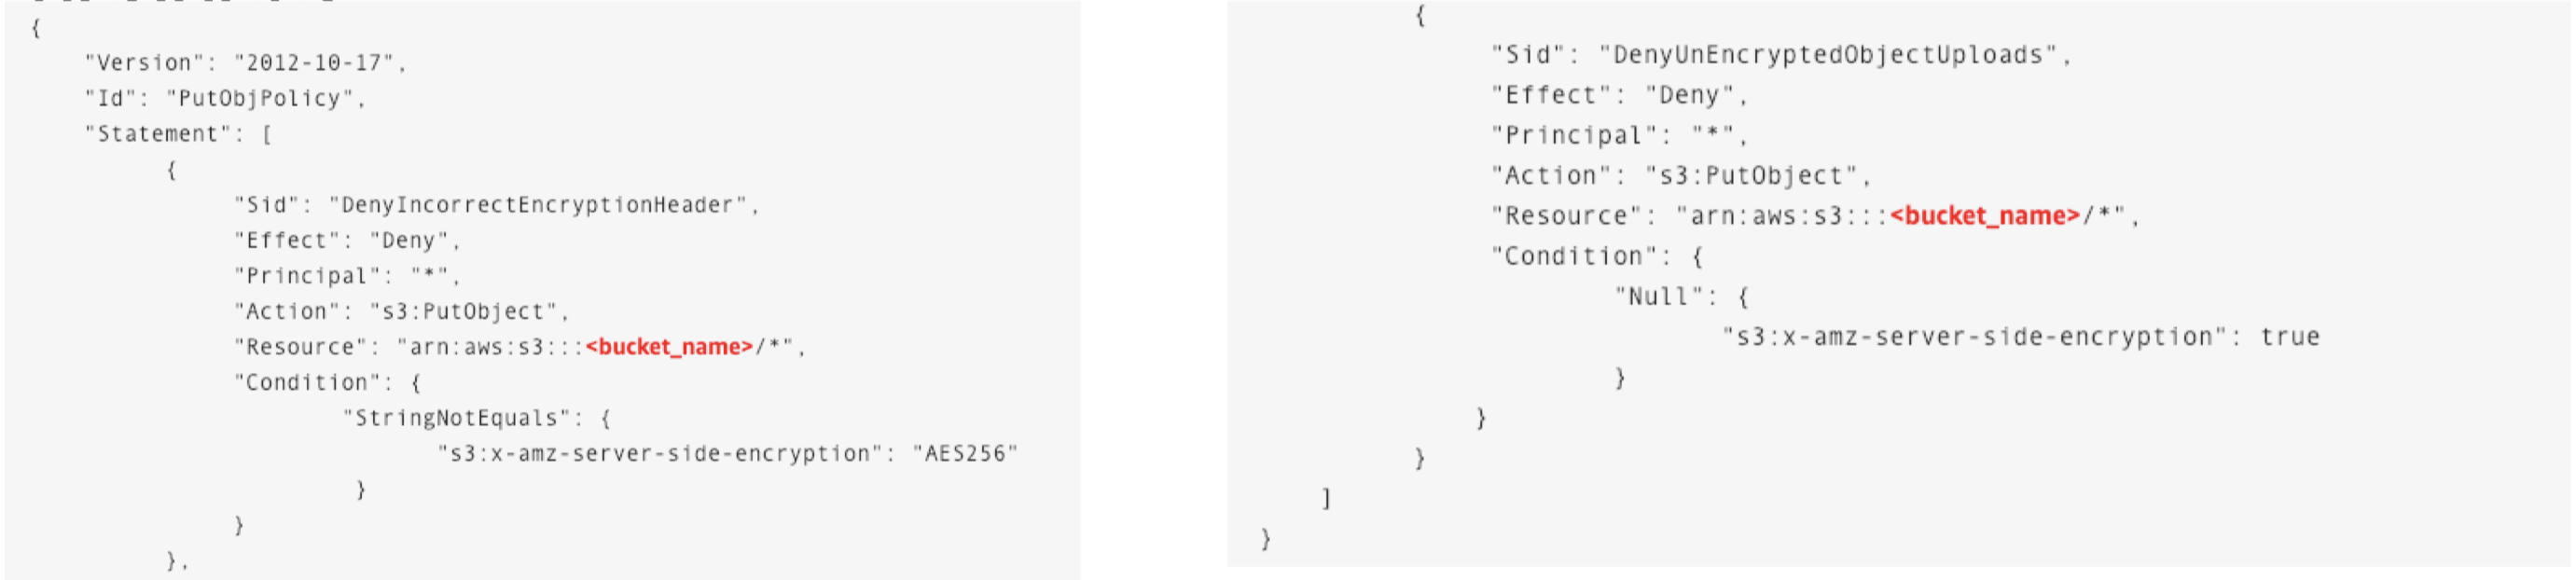 {
"Version": "2012-10-17",
"Id": "PutObjPolicy",
"Statement": [
{
"Sid": "DenyIncorrectEncryptionHeader",
"Effect": "Deny",
"Principal": "*",
"Action": "s3:PutObject",
"Resource": "arn:aws:s3:::<bucket_name>/*",
"Condition": {
"StringNotEquals": {
"s3:x-amz-server-side-encryption": "AES256"
}
}
},
{
"Sid": "DenyUnEncryptedObjectUploads",
"Effect": "Deny",
"Principal": "*",
"Action": "s3:PutObject",
"Resource": "arn:aws:s3:::<bucket_name>/*",
"Condition": {
"Null": {
"s3:x-amz-server-side-encryption": true
}
}
}
]
}